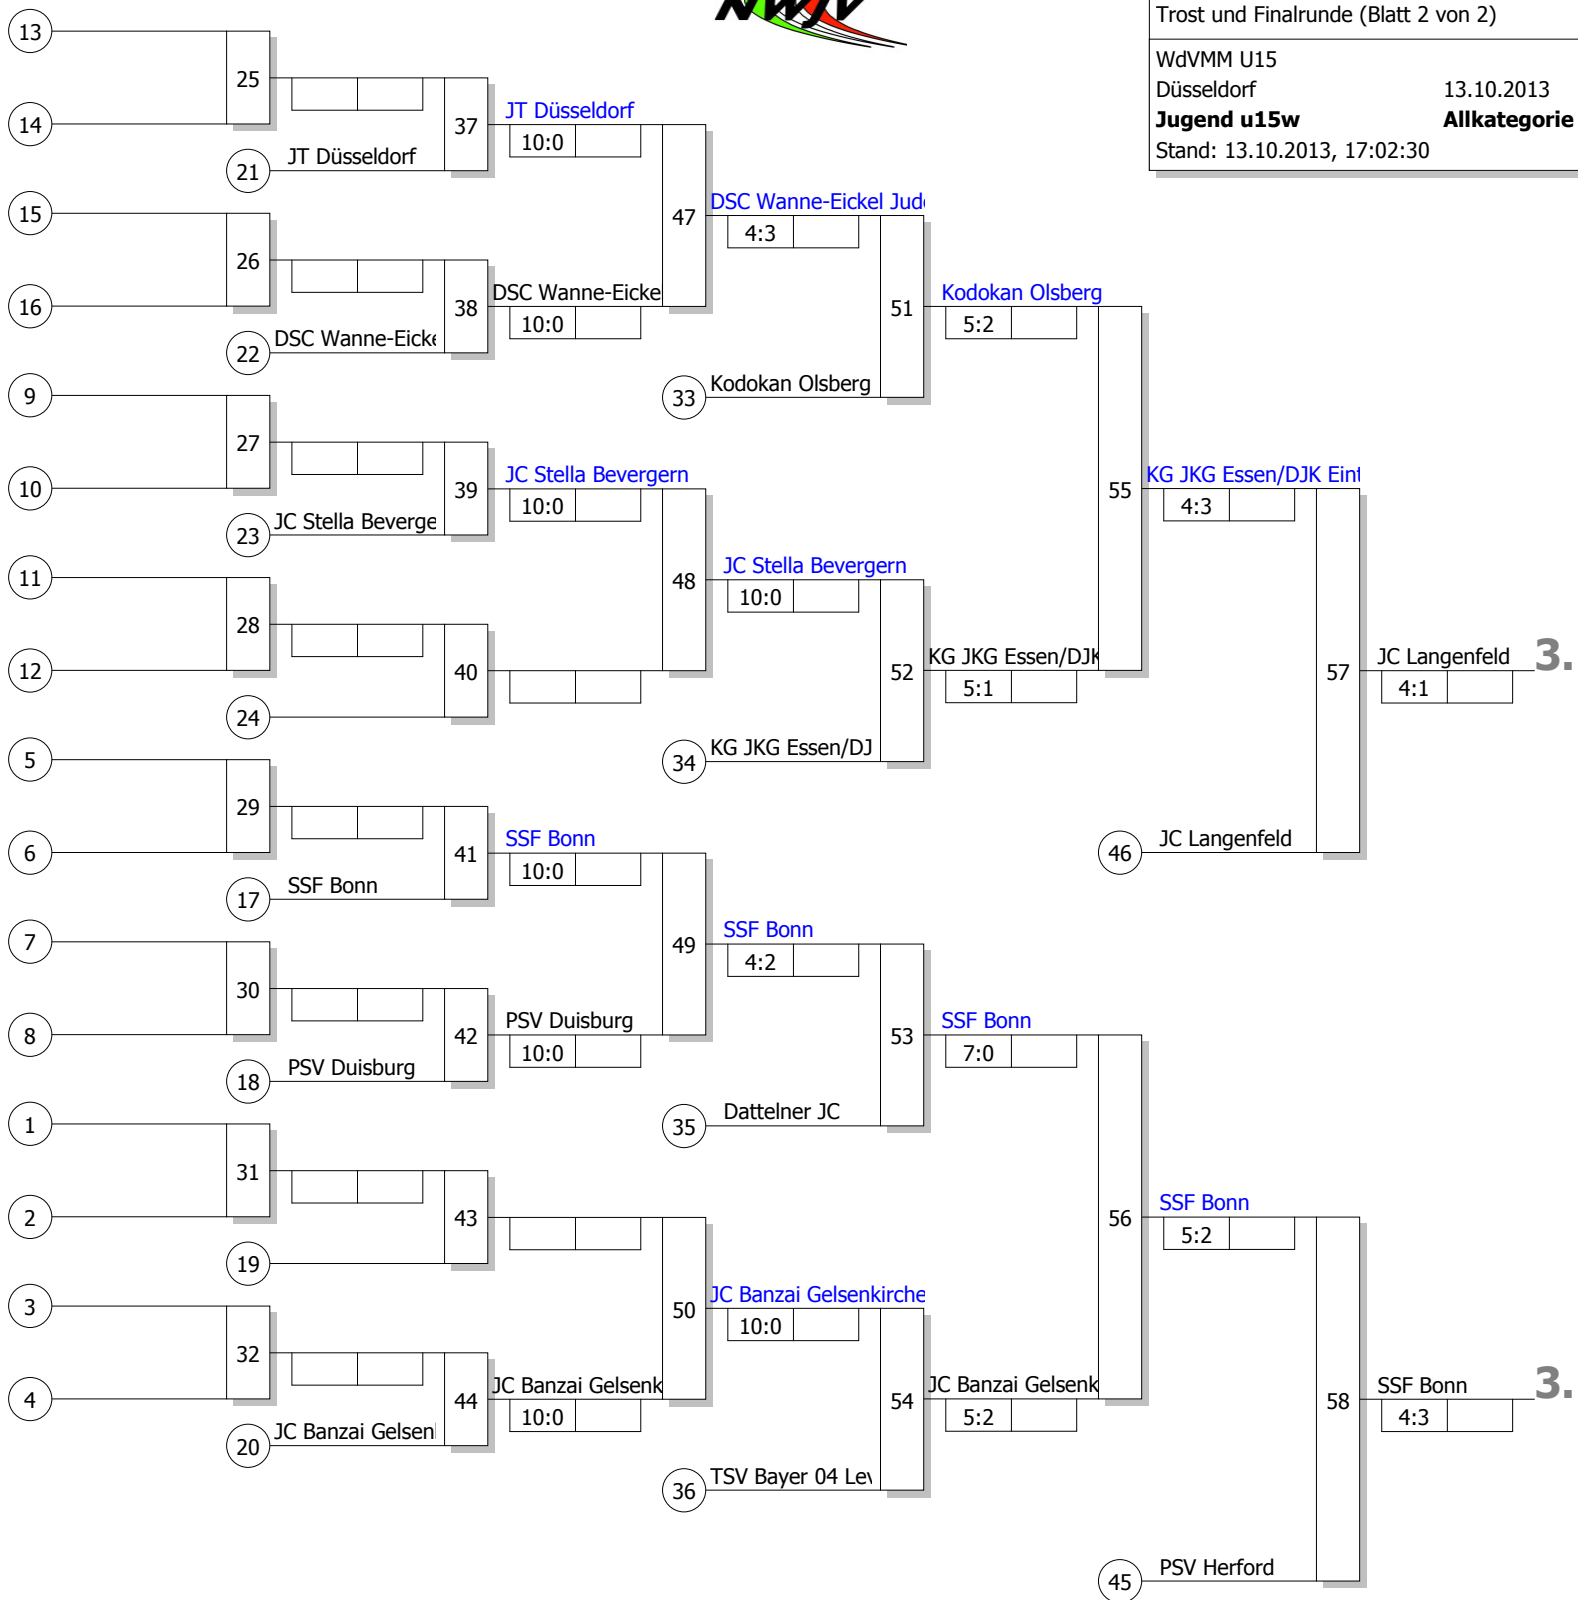 NWJV
Trost und Finalrunde (Blatt 2 von 2)
WdVMM U15
Düsseldorf 13.10.2013
Jugend u15w Allkategorie
Stand: 13.10.2013, 17:02:30
13
25
14
37
JT Düsseldorf
10:0
21
JT Düsseldorf
15
47
DSC Wanne-Eickel Jud
4:3
26
16
38
DSC Wanne-Eicke
10:0
22
DSC Wanne-Eicke
51
Kodokan Olsberg
5:2
33
Kodokan Olsberg
9
27
10
39
JC Stella Bevergern
10:0
23
JC Stella Beverge
55
KG JKG Essen/DJK Eint
4:3
11
48
JC Stella Bevergern
10:0
28
12
40
24
52
KG JKG Essen/DJK
5:1
34
KG JKG Essen/DJ
57
JC Langenfeld
3.
4:1
46
JC Langenfeld
5
29
6
41
SSF Bonn
10:0
17
SSF Bonn
7
49
SSF Bonn
4:2
30
8
42
PSV Duisburg
10:0
18
PSV Duisburg
53
SSF Bonn
7:0
35
Dattelner JC
1
31
2
43
19
56
SSF Bonn
5:2
3
50
JC Banzai Gelsenkirche
10:0
32
4
44
JC Banzai Gelsenk
10:0
20
JC Banzai Gelsen
54
JC Banzai Gelsenk
5:2
36
TSV Bayer 04 Lev
58
SSF Bonn
3.
4:3
45
PSV Herford